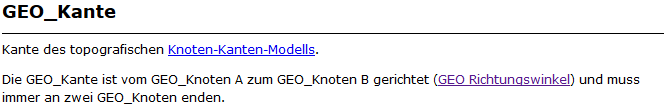 GEO_Kante
Kante des topografischen Knoten-Kanten-Modells.
Die GEO_Kante ist vom GEO_Knoten A zum GEO_Knoten B gerichtet (GEO Richtungswinkel) und muss
immer an zwei GEO_Knoten enden.